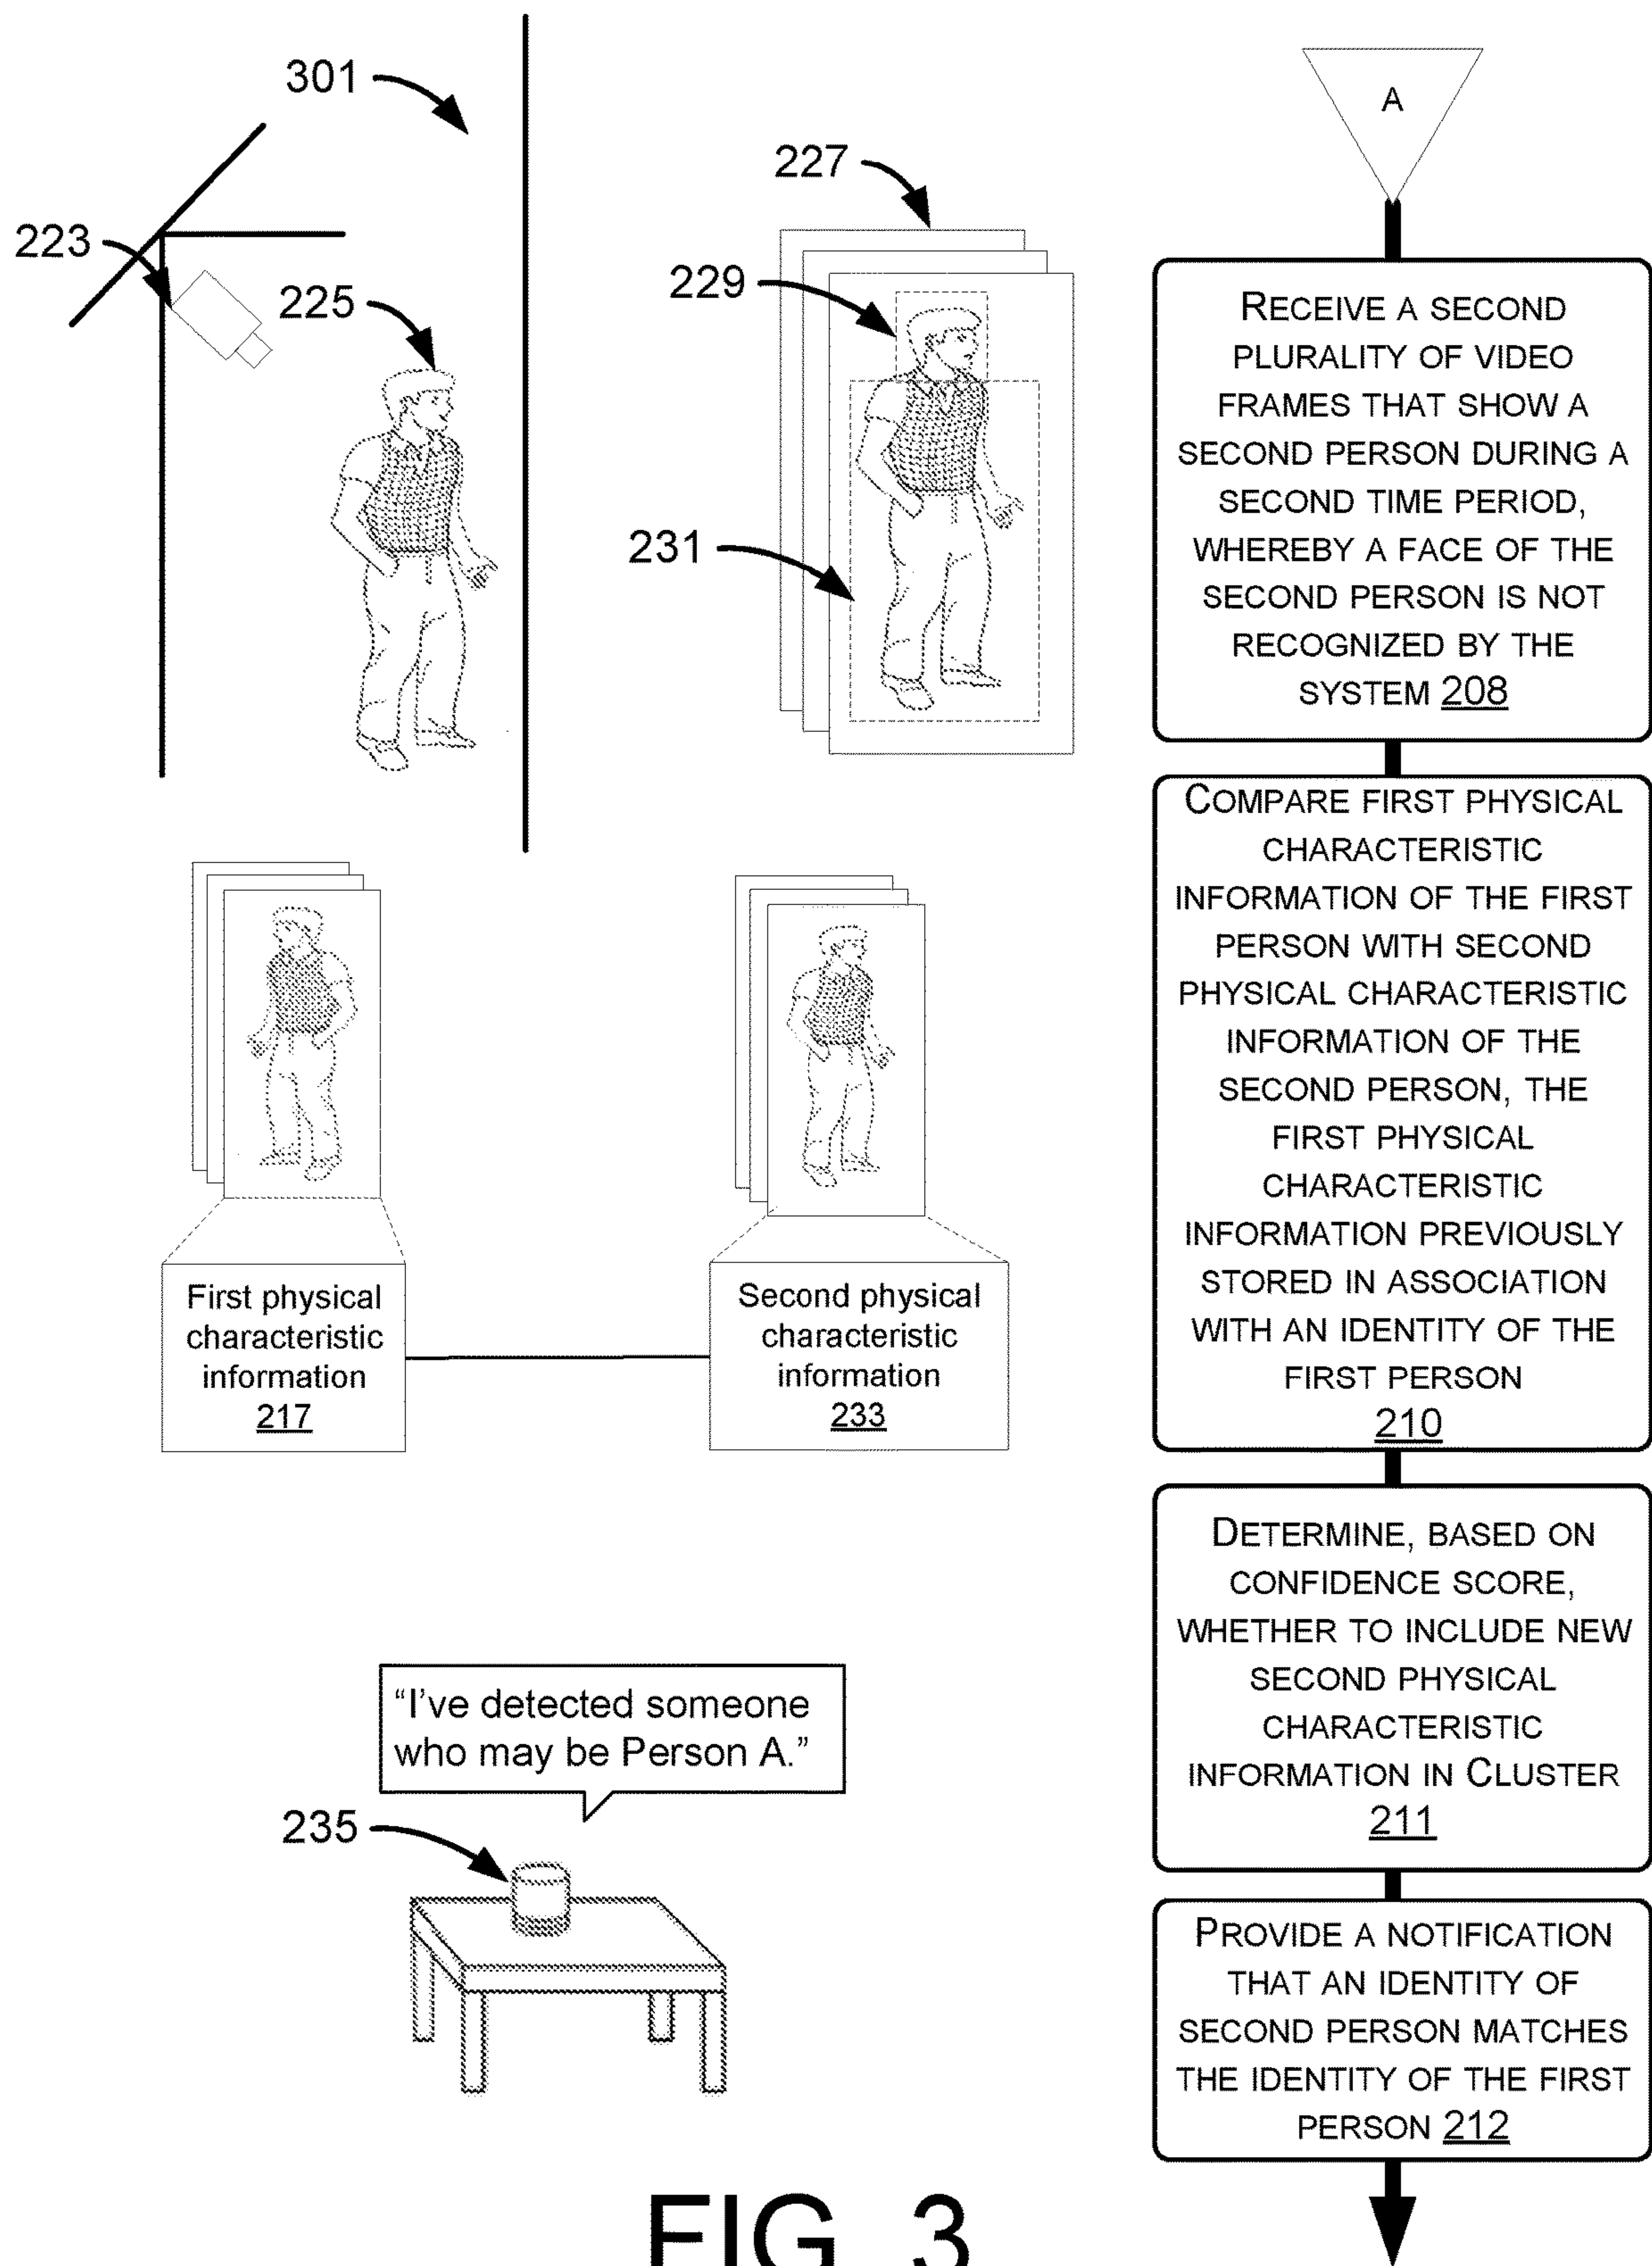 301
223
225
227
229
231
A
RECEIVE A SECOND
PLURALITY OF VIDEO
FRAMES THAT SHOW A
SECOND PERSON DURING A
SECOND TIME PERIOD,
WHEREBY A FACE OF THE
SECOND PERSON IS NOT
RECOGNIZED BY THE
SYSTEM 208
COMPARE FIRST PHYSICAL
CHARACTERISTIC
INFORMATION OF THE FIRST
PERSON WITH SECOND
PHYSICAL CHARACTERISTIC
INFORMATION OF THE
SECOND PERSON, THE
FIRST PHYSICAL
CHARACTERISTIC
INFORMATION PREVIOUSLY
STORED IN ASSOCIATION
WITH AN IDENTITY OF THE
FIRST PERSON
210
First physical
characteristic
information
217
Second physical
characteristic
information
233
DETERMINE, BASED ON
CONFIDENCE SCORE,
WHETHER TO INCLUDE NEW
SECOND PHYSICAL
CHARACTERISTIC
INFORMATION IN CLUSTER
211
“I’ve detected someone
who may be Person A.”
235
PROVIDE A NOTIFICATION
THAT AN IDENTITY OF
SECOND PERSON MATCHES
THE IDENTITY OF THE FIRST
PERSON 212
FIG. 3